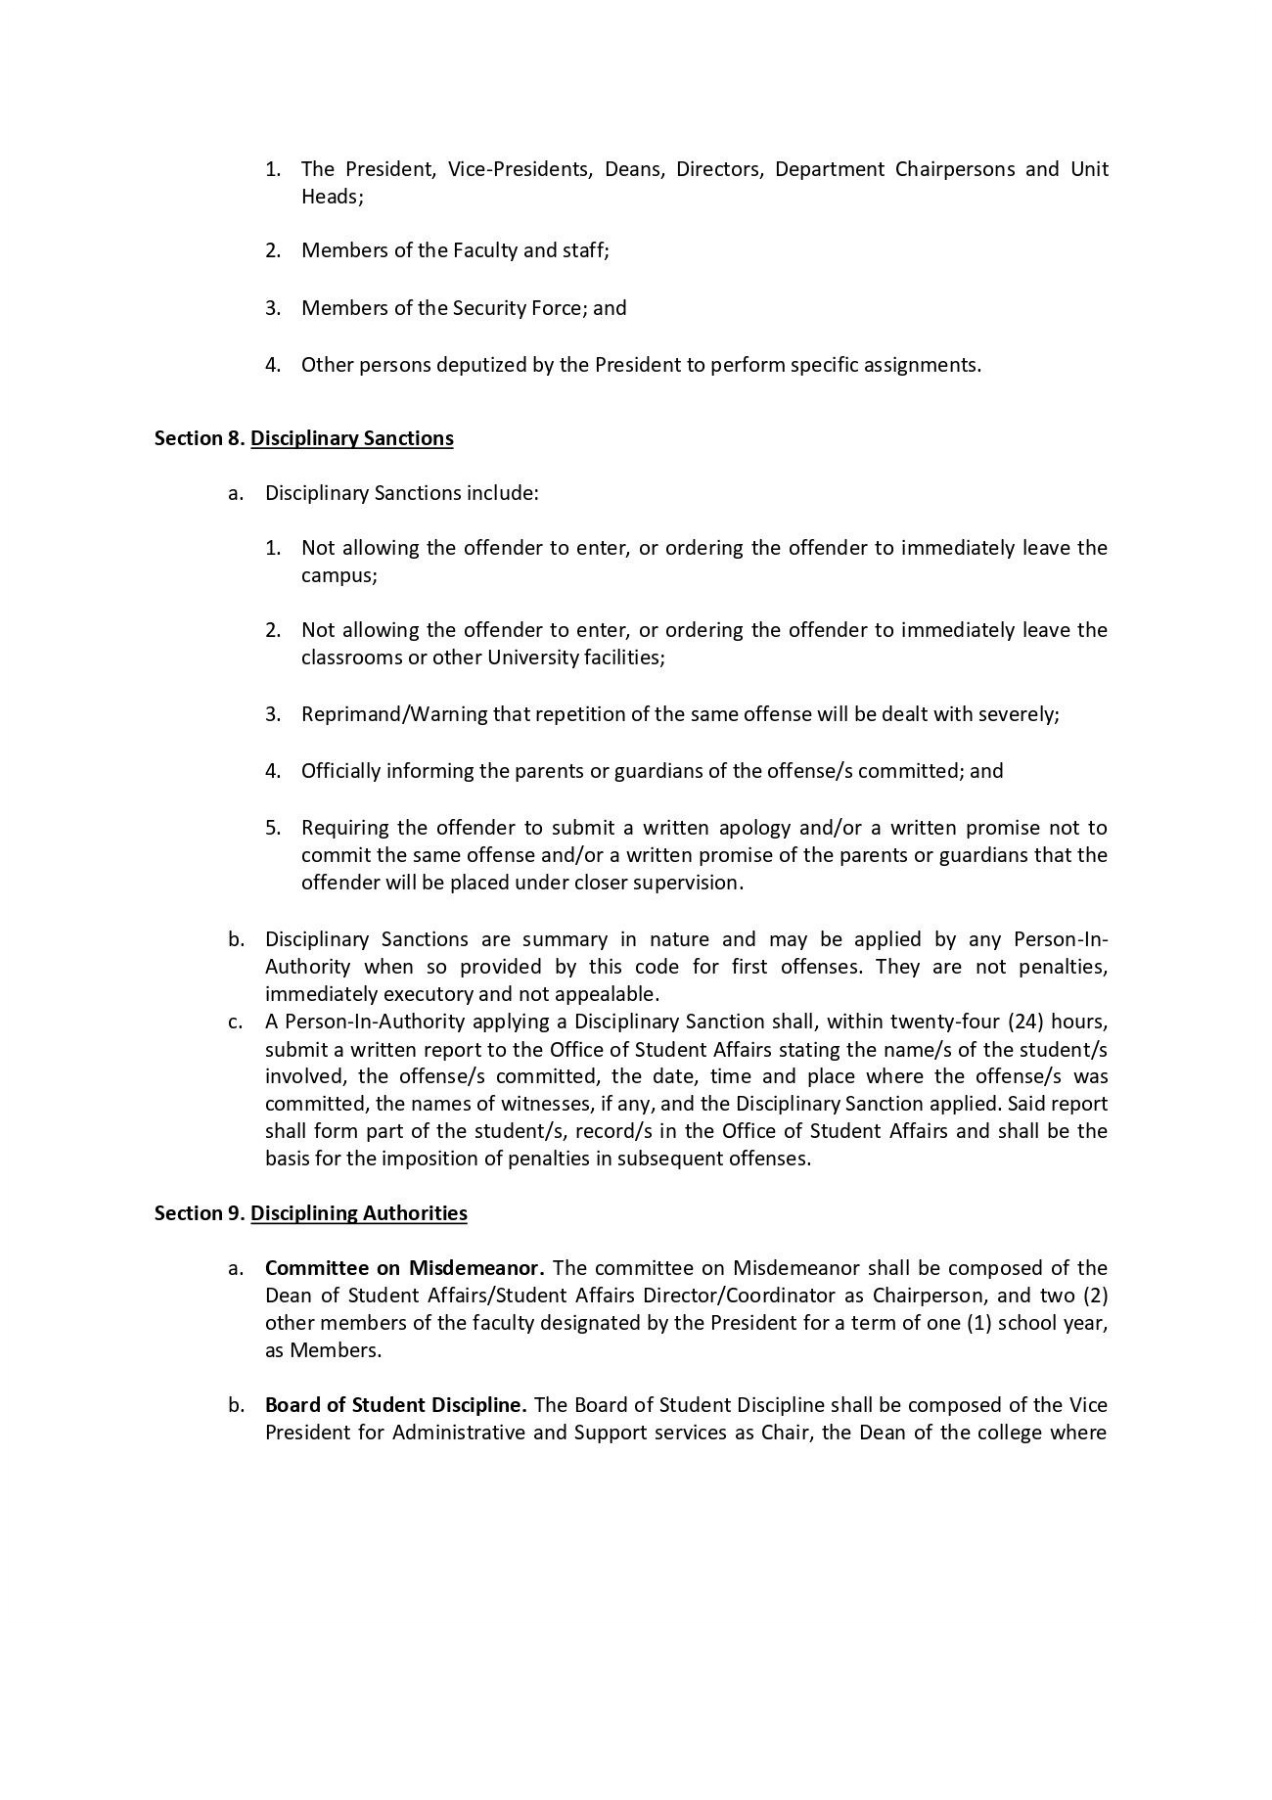 1. The President, Vice-Presidents, Deans, Directors, Department Chairpersons and Unit
Heads;
2. Members of the Faculty and staff;
3. Members of the Security Force; and
4. Other persons deputized by the President to perform specific assignments.
Section 8. Disciplinary Sanctions
a. Disciplinary Sanctions include:
1. Not allowing the offender to enter, or ordering the offender to immediately leave the
campus;
2. Not allowing the offender to enter, or ordering the offender to immediately leave the
classrooms or other University facilities;
3. Reprimand/Warning that repetition of the same offense will be dealt with severely;
4. Officially informing the parents or guardians of the offense/s committed; and
5. Requiring the offender to submit a written apology and/or a written promise not to
commit the same offense and/or a written promise of the parents or guardians that the
offender will be placed under closer supervision.
b. Disciplinary Sanctions are summary in nature and may be applied by any Person-In-
Authority when so provided by this code for first offenses. They are not penalties,
immediately executory and not appealable.
c. A Person-In-Authority applying a Disciplinary Sanction shall, within twenty-four (24) hours,
submit a written report to the Office of Student Affairs stating the name/s of the student/s
involved, the offense/s committed, the date, time and place where the offense/s was
committed, the names of witnesses, if any, and the Disciplinary Sanction applied. Said report
shall form part of the student/s, record/s in the Office of Student Affairs and shall be the
basis for the imposition of penalties in subsequent offenses.
Section 9. Disciplining Authorities
a. Committee on Misdemeanor. The committee on Misdemeanor shall be composed of the
Dean of Student Affairs/Student Affairs Director/Coordinator as Chairperson, and two (2)
other members of the faculty designated by the President for a term of one (1) school year,
as Members.
b. Board of Student Discipline. The Board of Student Discipline shall be composed of the Vice
President for Administrative and Support services as Chair, the Dean of the college where